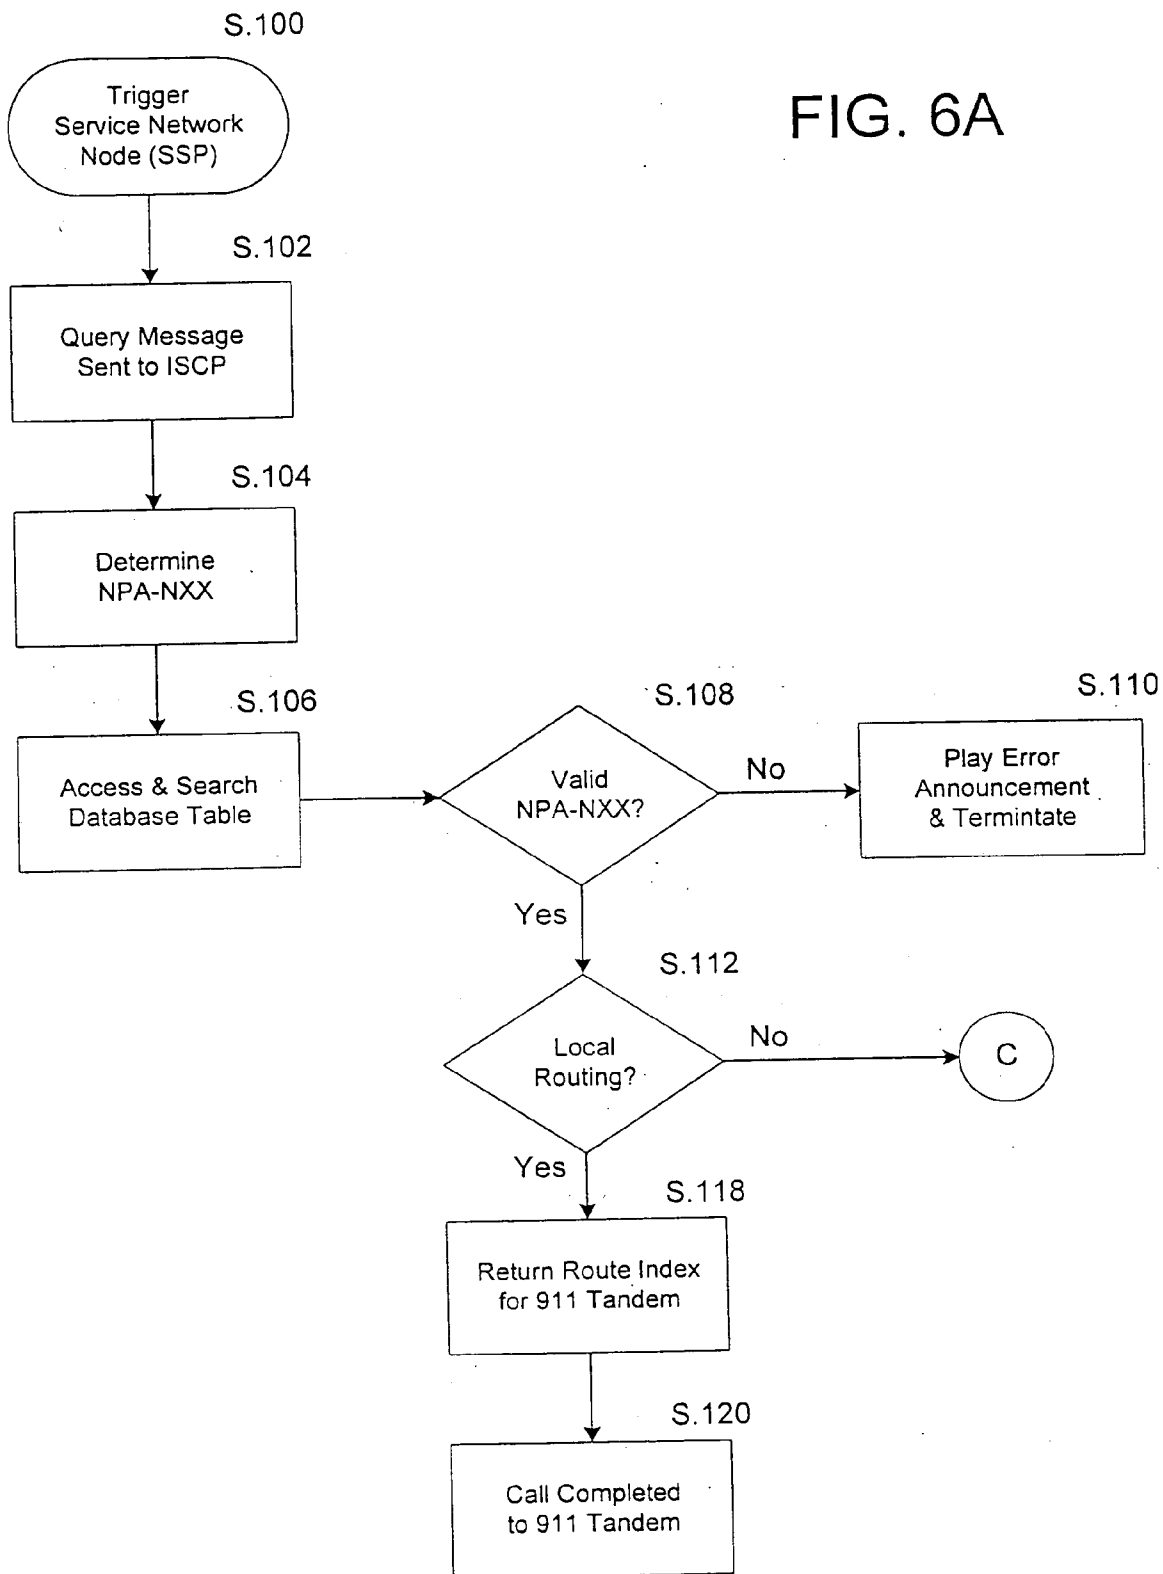 S.100
FIG. 6A
Trigger
Service Network
Node (SSP)
S.102
Query Message
Sent to ISCP
S.104
Determine
NPA-NXX
S.106
Access & Search
Database Table
S.108
Valid
NPA-NXX?
No
S.110
Play Error
Announcement
& Termintate
Yes
S.112
Local
Routing?
No
C
Yes
S.118
Return Route Index
for 911 Tandem
S.120
Call Completed
to 911 Tandem